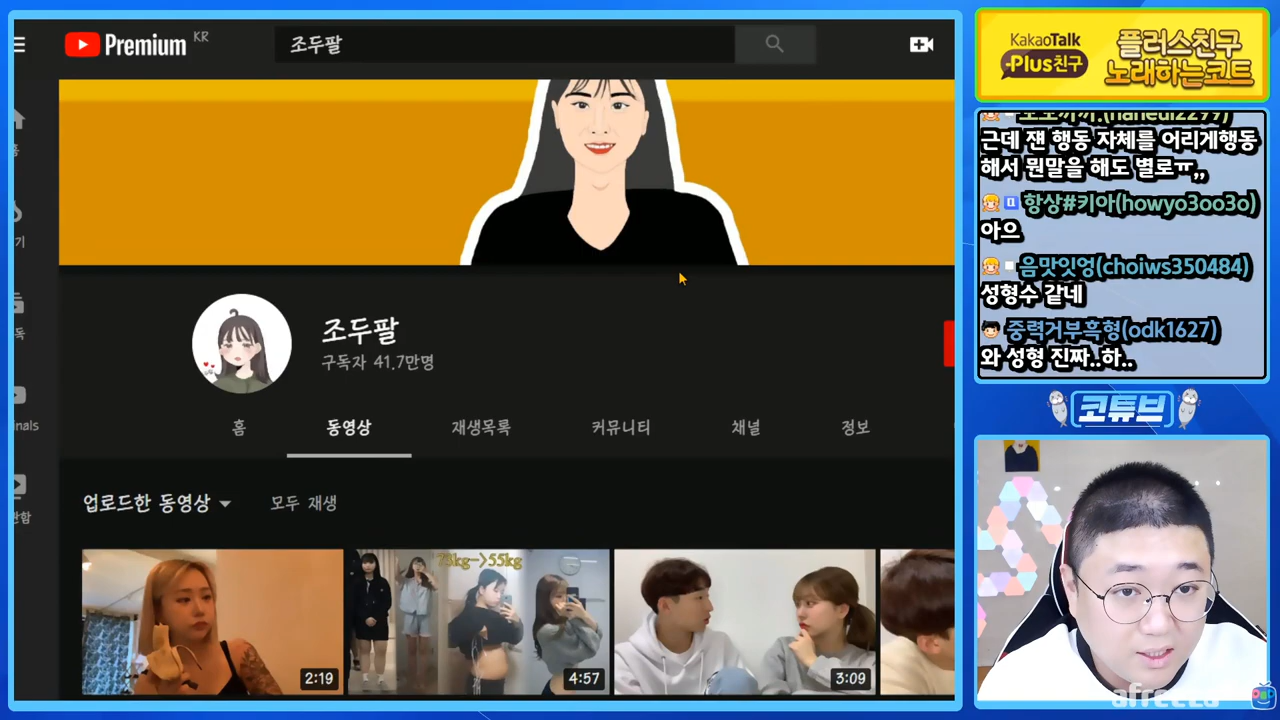 Premium KR
조두팔
조두팔
구독자 41.7만명
홈
동영상
재생목록
커뮤니티
채널
정보
업로드한 동영상
모두 재생
2:19
->55kg
4:57
3:09
KakaoTalk
Plus친구
플러스친구
노래하는코트
근데 쟨 행동 자체를 어리게행동
해서 뭔말을 해도 별로ㅠ,,
항상#키아(howyo3oo3o)
아으
음맛잇엉(choiws350484)
성형수 같네
중력거부흑형(odk1627)
와 성형 진짜..하..
코튜브